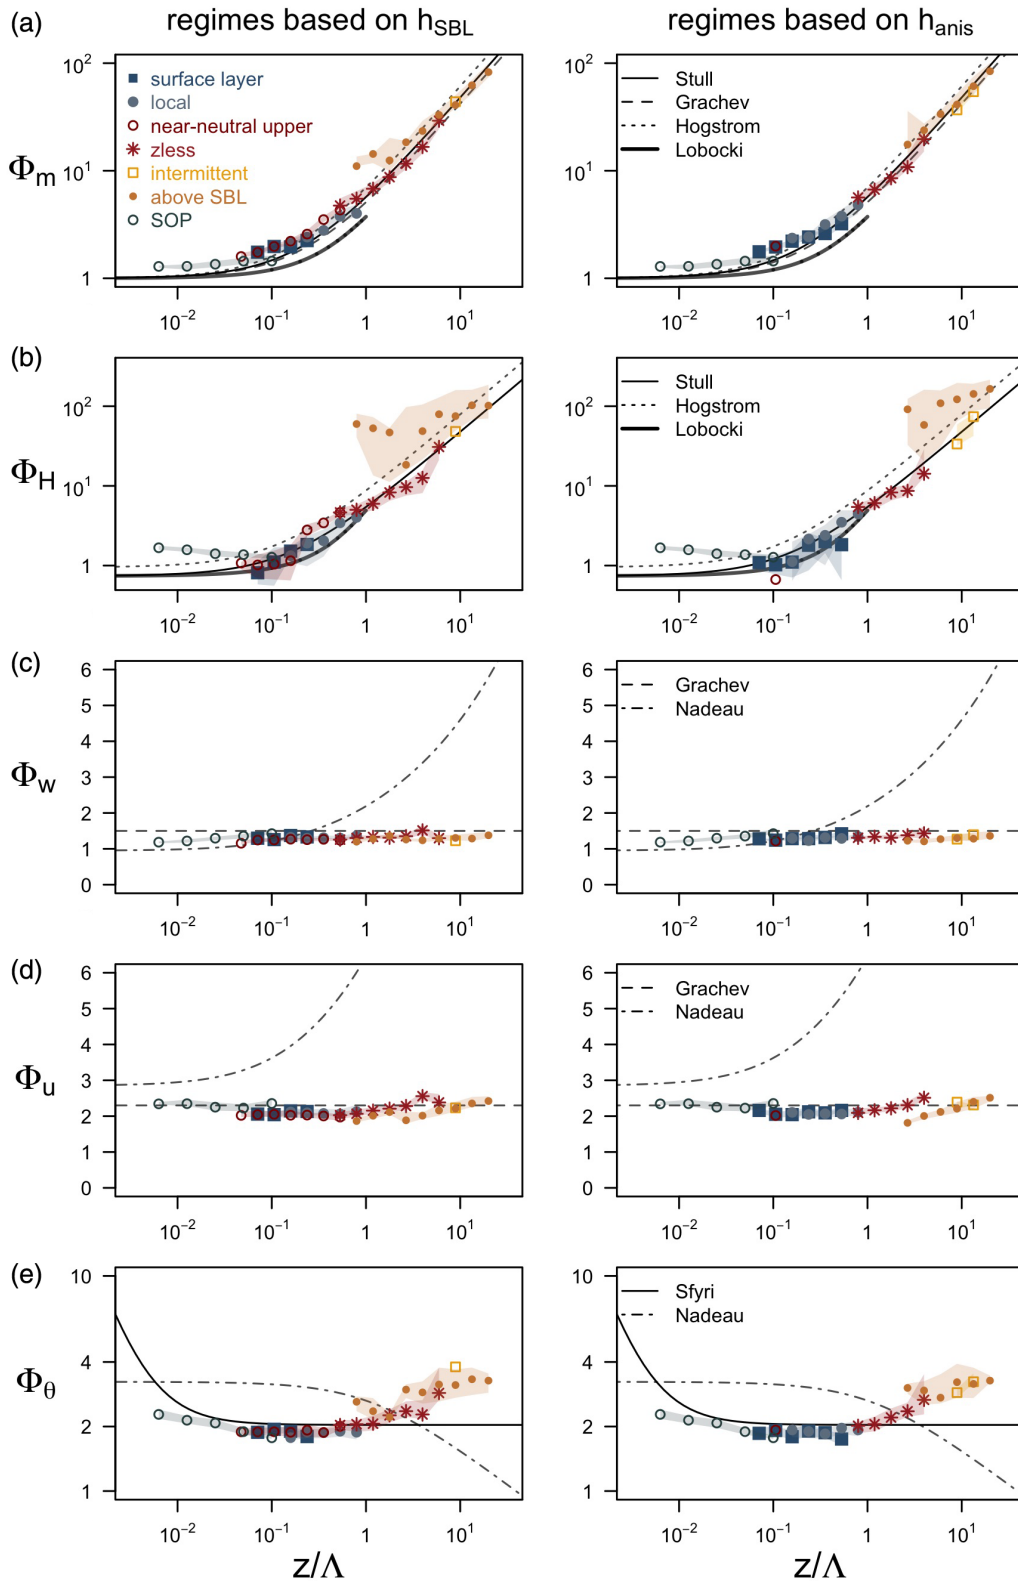 (a)
regimes based on h_SBL
regimes based on h_anis
Φ_m
10²
10¹
1
surface layer
local
near-neutral upper
zless
intermittent
above SBL
SOP
10⁻² 10⁻¹ 1 10¹
10²
10¹
1
Stull
Grachev
Hogstrom
Lobocki
10⁻² 10⁻¹ 1 10¹
(b)
Φ_H
10²
10¹
1
10⁻² 10⁻¹ 1 10¹
10²
10¹
1
Stull
Hogstrom
Lobocki
10⁻² 10⁻¹ 1 10¹
(c)
Φ_w
6
5
4
3
2
1
0
10⁻² 10⁻¹ 1 10¹
6
5
4
3
2
1
0
Grachev
Nadeau
10⁻² 10⁻¹ 1 10¹
(d)
Φ_u
6
5
4
3
2
1
0
10⁻² 10⁻¹ 1 10¹
6
5
4
3
2
1
0
Grachev
Nadeau
10⁻² 10⁻¹ 1 10¹
(e)
Φ_θ
10
4
2
1
10⁻² 10⁻¹ 1 10¹
z/Λ
10
4
2
1
Sfyri
Nadeau
10⁻² 10⁻¹ 1 10¹
z/Λ